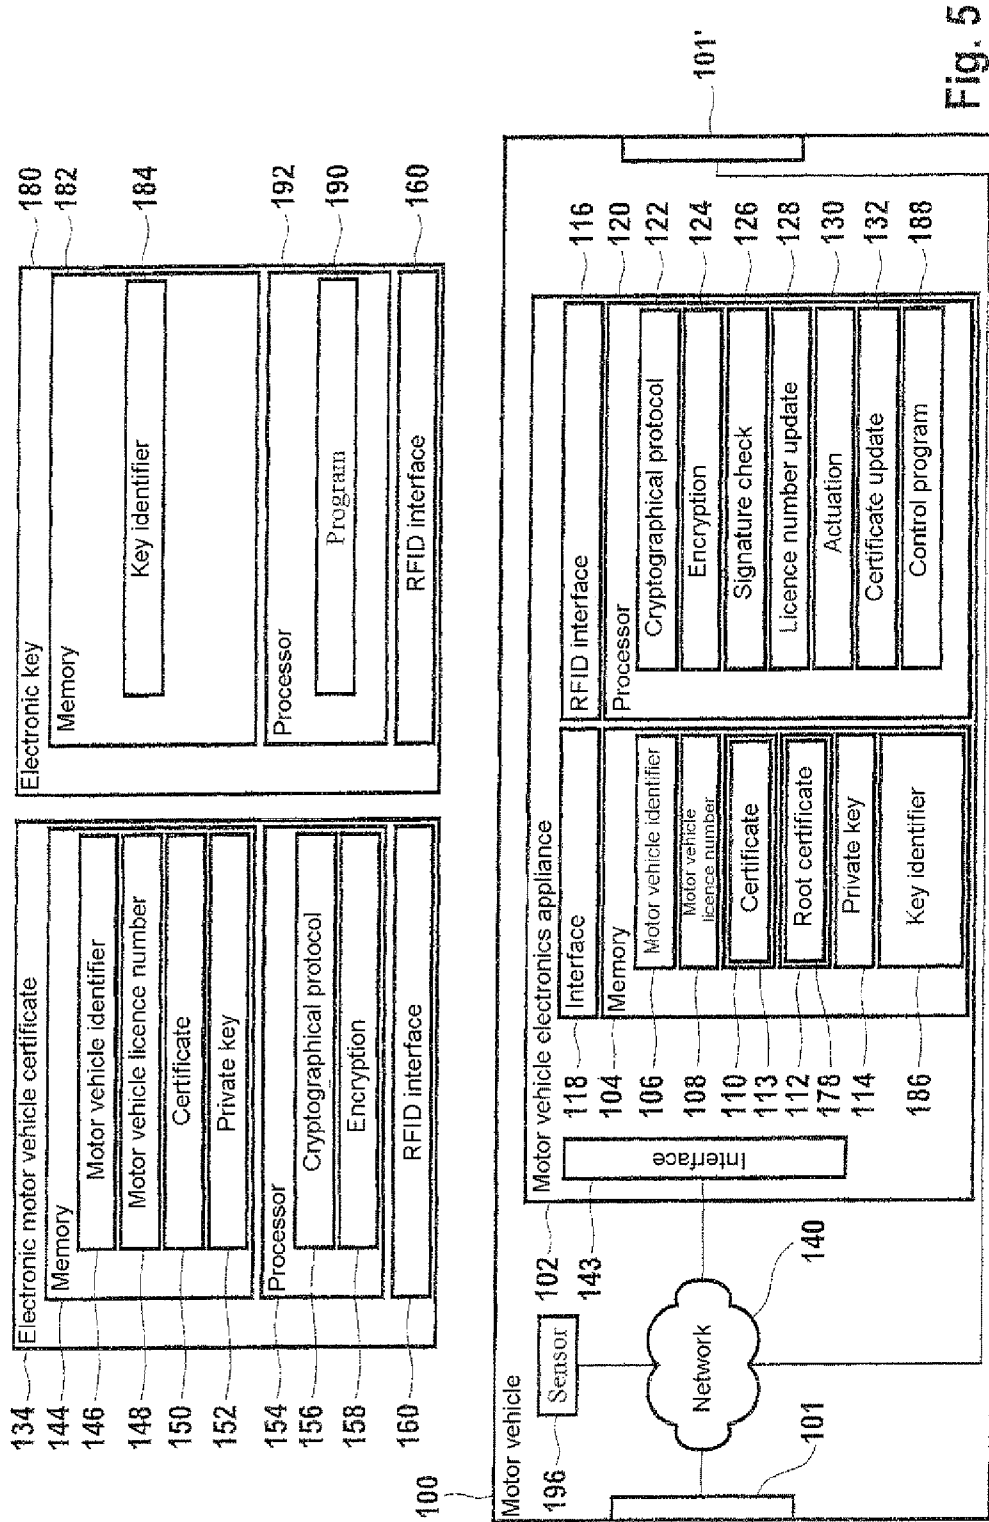 134
Electronic motor vehicle certificate
144
Memory
146
Motor vehicle identifier
148
Motor vehicle licence number
150
Certificate
152
Private key
154
Processor
156
Cryptographical protocol
158
Encryption
160
RFID interface
Electronic key
180
Memory
182
Key identifier
184
Processor
192
Program
190
RFID interface
160
100
Motor vehicle
196
Sensor
101
Network
140
102
Motor vehicle electronics appliance
143
Interface
118
Interface
104
Memory
106
Motor vehicle identifier
108
Motor vehicle
licence number
110
Certificate
113
112
Root certificate
178
114
Private key
186
Key identifier
RFID interface
116
Processor
120
Cryptographical protocol
122
Encryption
124
Signature check
126
Licence number update
128
Actuation
130
Certificate update
132
Control program
188
101'
Fig. 5